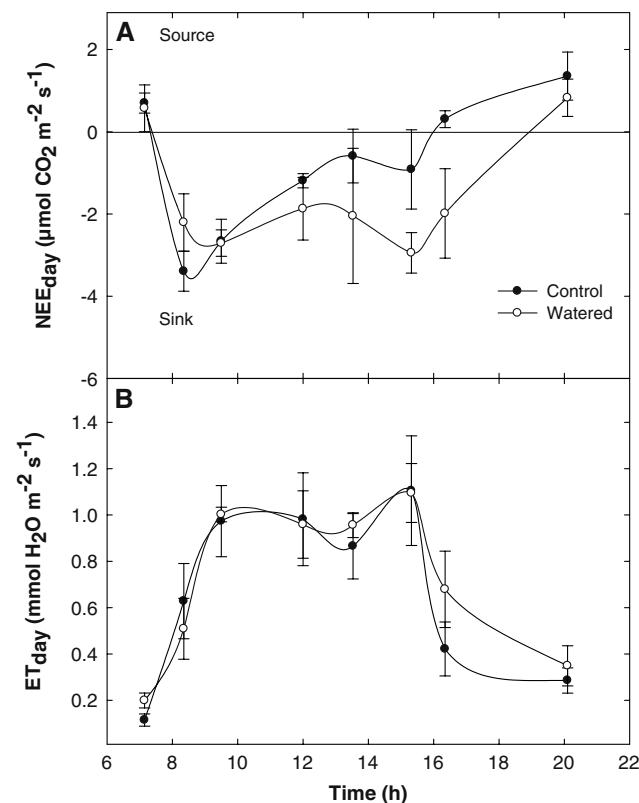 A
Source
2
0
-2
-4
-6
NEEday (µmol CO2 m-2 s-1)
Sink
Control
Watered
B
1.4
1.2
1.0
0.8
0.6
0.4
0.2
ETday (mmol H2O m-2 s-1)
6 8 10 12 14 16 18 20 22
Time (h)